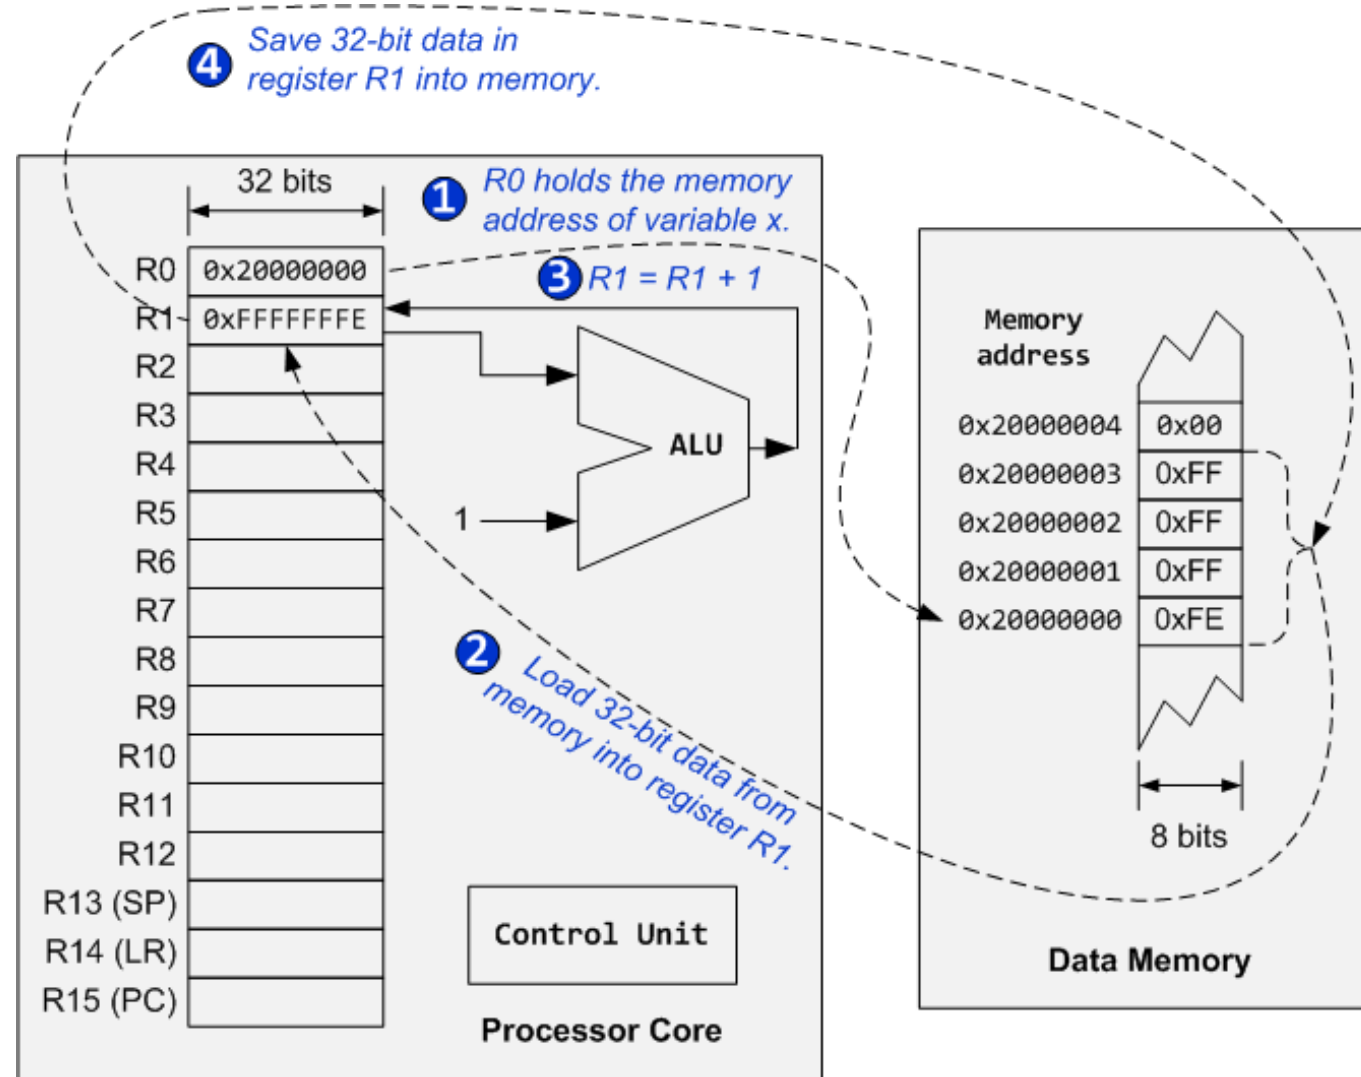 4 Save 32-bit data in
register R1 into memory.
32 bits
1 R0 holds the memory
address of variable x.
3 R1 = R1 + 1
R0 0x20000000
R1 0xFFFFFFFE
R2
R3
R4
R5
R6
R7
R8
R9
R10
R11
R12
R13 (SP)
R14 (LR)
R15 (PC)
ALU
1
2 Load 32-bit data from
memory into register R1.
Control Unit
Processor Core
Memory
address
0x20000004 0x00
0x20000003 0xFF
0x20000002 0xFF
0x20000001 0xFF
0x20000000 0xFE
8 bits
Data Memory